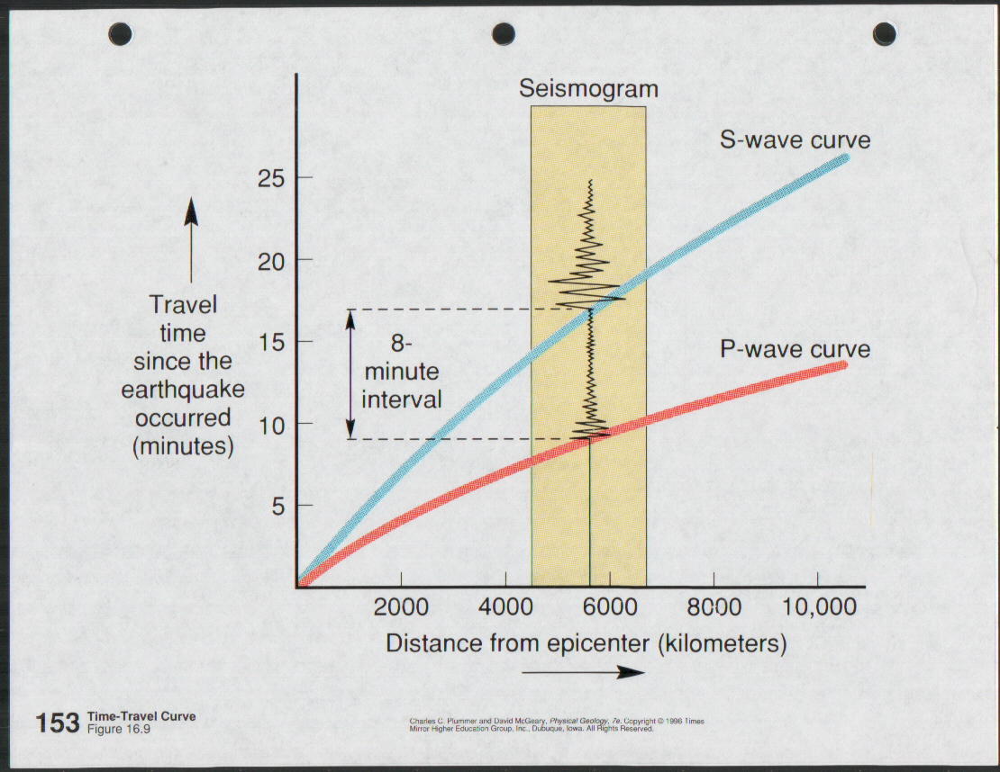 Seismogram
S-wave curve
25
20
Travel
time
since the
earthquake
occurred
(minutes)
15
8-
minute
interval
P-wave curve
10
5
2000 4000 6000 8000 10,000
Distance from epicenter (kilometers)
153 Time-Travel Curve
Figure 16.9
Charles C. Plummer and David McGeary, Physical Geology, 7e. Copyright © 1996 Times
Mirror Higher Education Group, Inc., Dubuque, Iowa. All Rights Reserved.